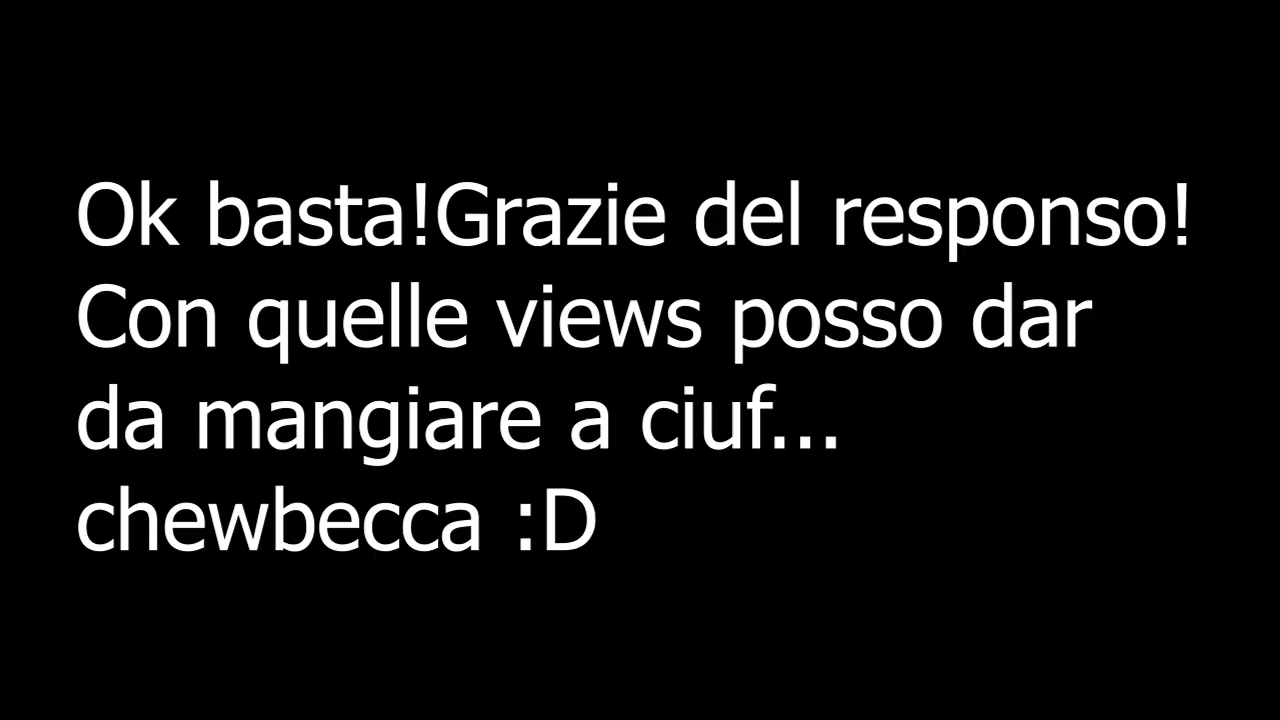 Ok basta!Grazie del responso!
Con quelle views posso dar
da mangiare a ciuf...
chewbecca :D